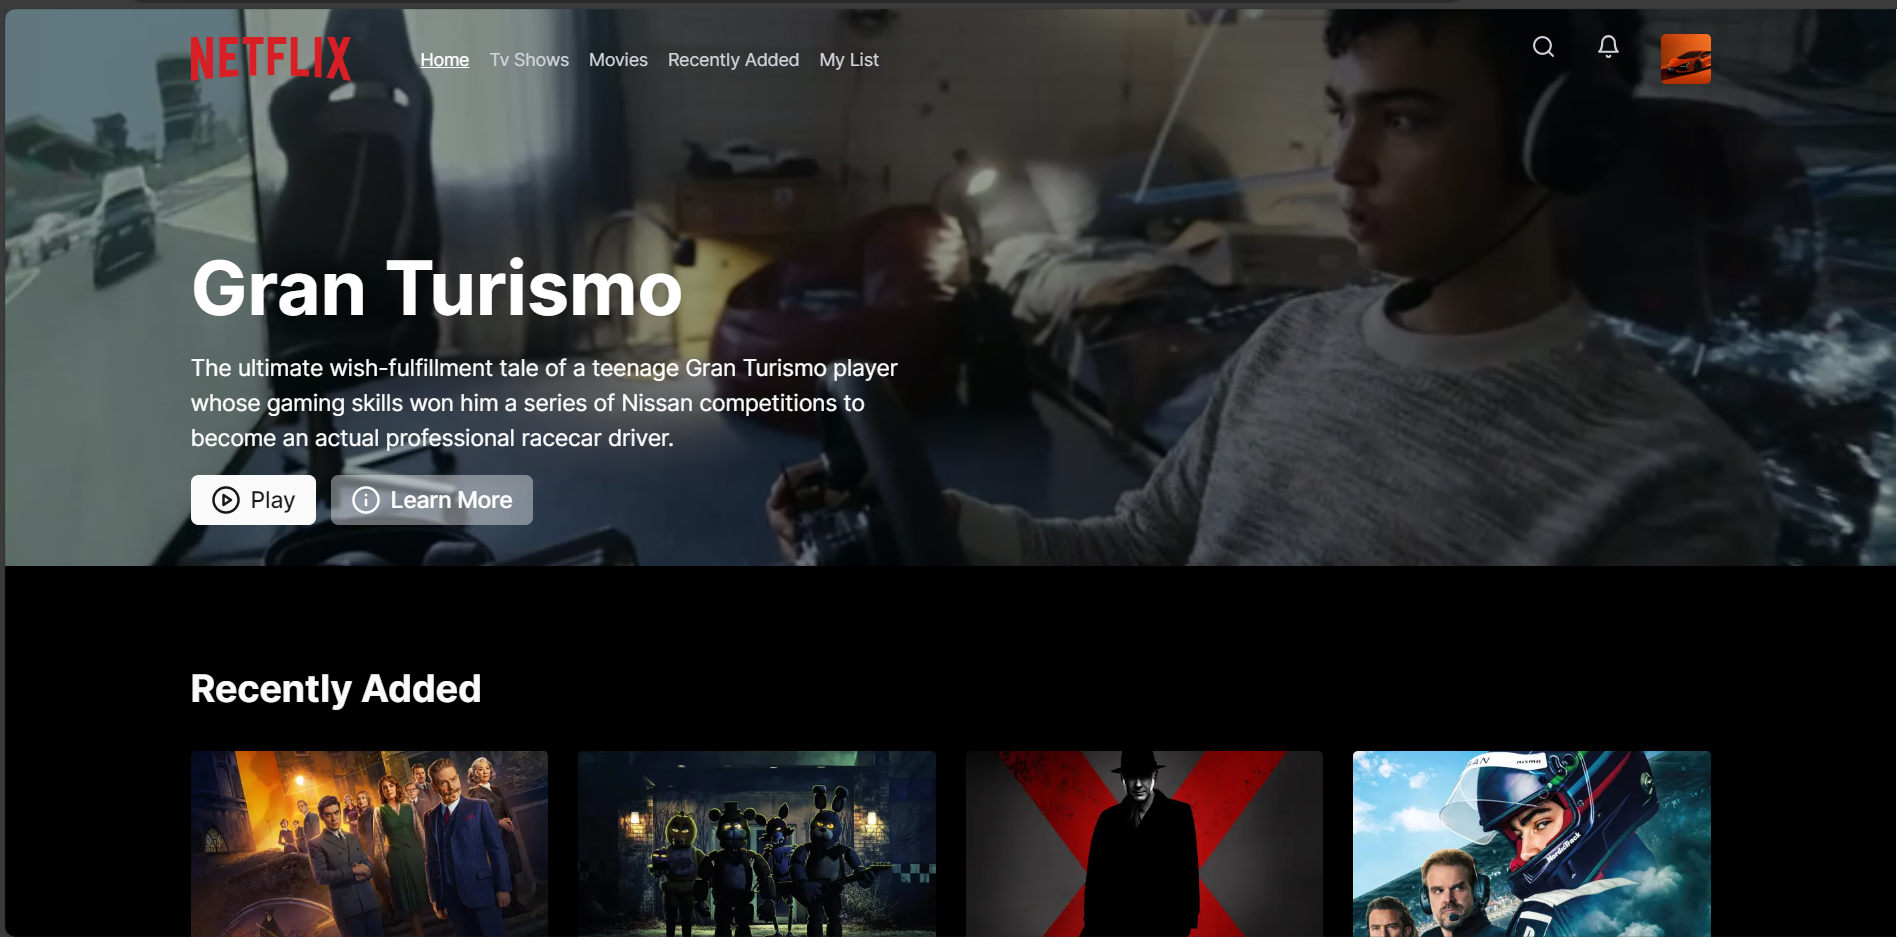 NETFLIX
Home Tv Shows Movies Recently Added My List
Gran Turismo
The ultimate wish-fulfillment tale of a teenage Gran Turismo player
whose gaming skills won him a series of Nissan competitions to
become an actual professional racecar driver.
Play Learn More
Recently Added
NISMO
NordicTrack